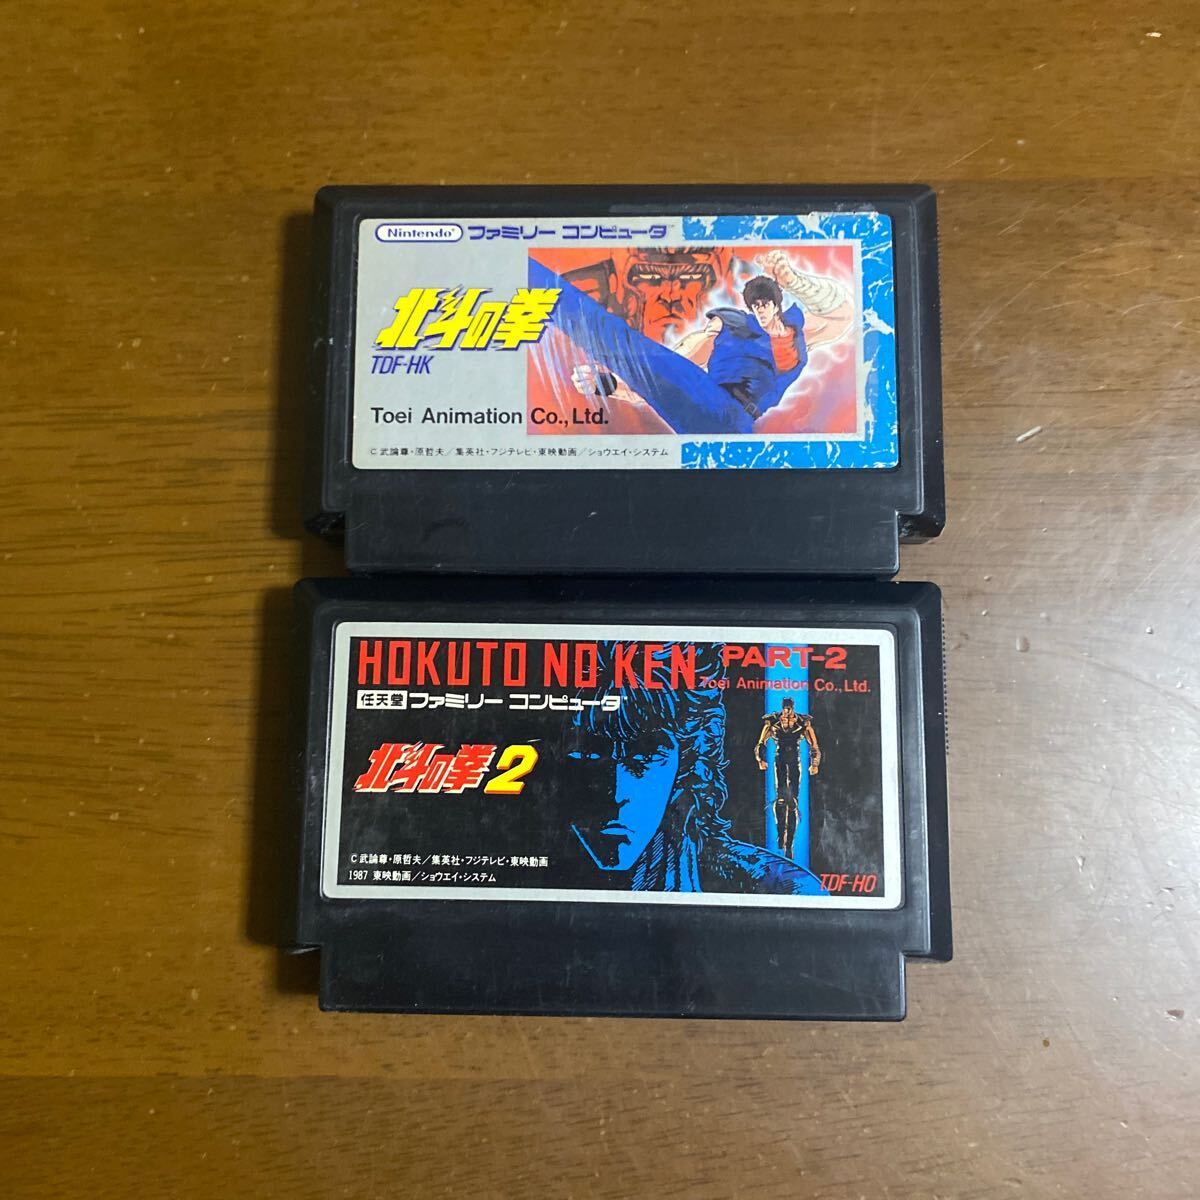 Nintendo ファミリー コンピュータ™
北斗の拳
TDF-HK
Toei Animation Co., Ltd.
C 武論尊・原哲夫／集英社・フジテレビ・東映動画／ショウエイ・システム
HOKUTO NO KEN PART-2
Toei Animation Co., Ltd.
任天堂 ファミリー コンピュータ™
北斗の拳2
C 武論尊・原哲夫／集英社・フジテレビ・東映動画
1987 東映動画／ショウエイ・システム
TDF-HO